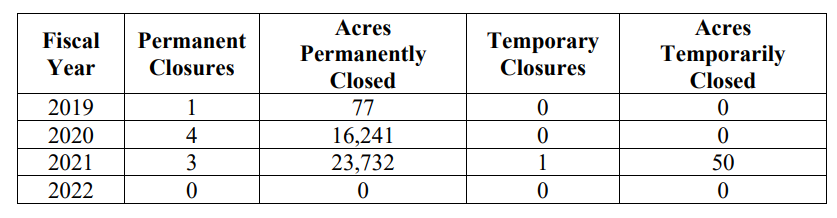 Fiscal Year Permanent Closures Acres Permanently Closed Temporary Closures Acres Temporarily Closed
2019 1 77 0 0
2020 4 16,241 0 0
2021 3 23,732 1 50
2022 0 0 0 0